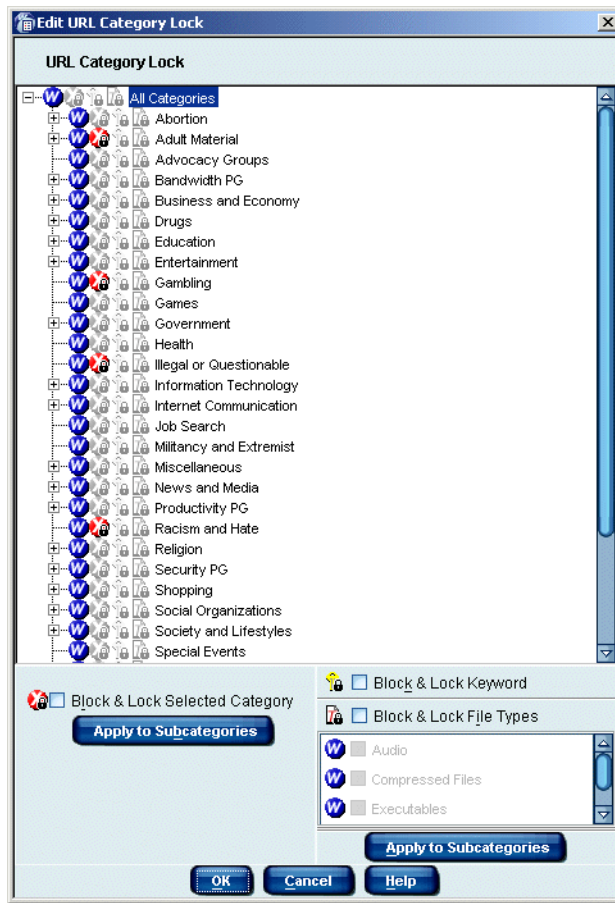 Edit URL Category Lock
URL Category Lock
All Categories
Abortion
Adult Material
Advocacy Groups
Bandwidth PG
Business and Economy
Drugs
Education
Entertainment
Gambling
Games
Government
Health
Illegal or Questionable
Information Technology
Internet Communication
Job Search
Militancy and Extremist
Miscellaneous
News and Media
Productivity PG
Racism and Hate
Religion
Security PG
Shopping
Social Organizations
Society and Lifestyles
Special Events
Block & Lock Selected Category
Apply to Subcategories
Block & Lock Keyword
Block & Lock File Types
Audio
Compressed Files
Executables
Apply to Subcategories
OK Cancel Help